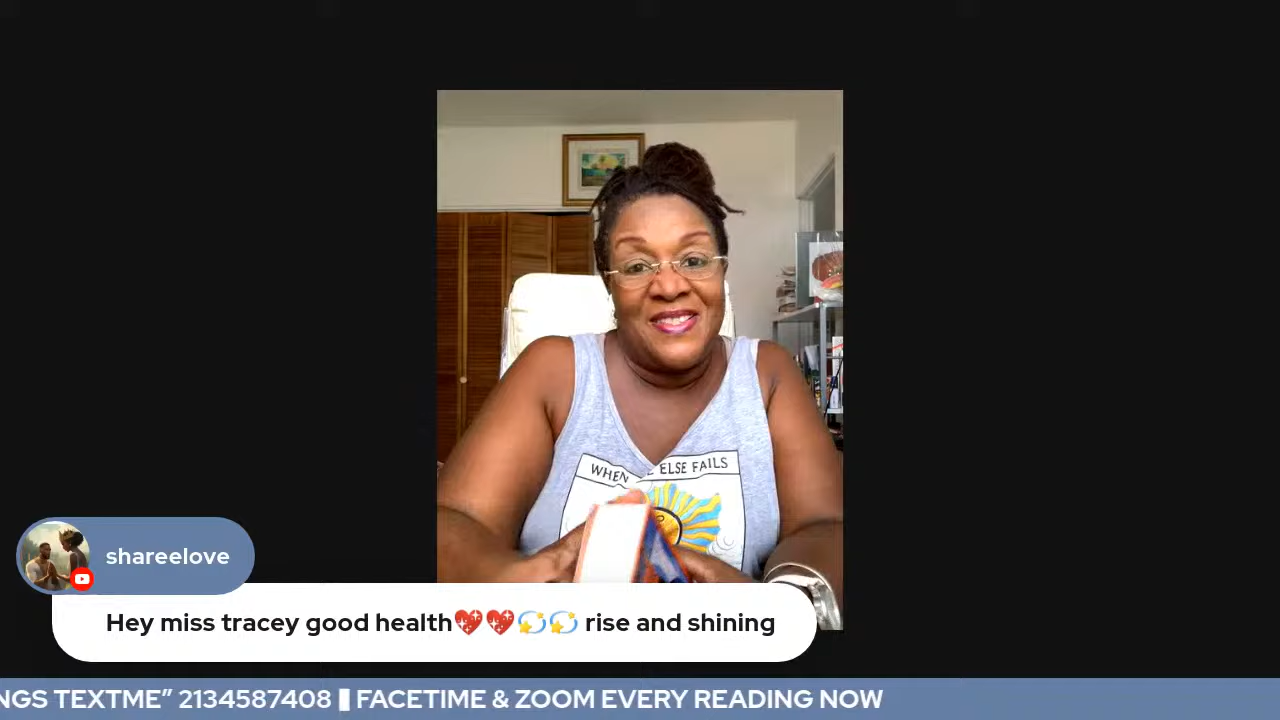 WHEN ELSE FAILS
shareelove
Hey miss tracey good health💖💖💫💫 rise and shining
NGS TEXTME” 2134587408 ▮ FACETIME & ZOOM EVERY READING NOW